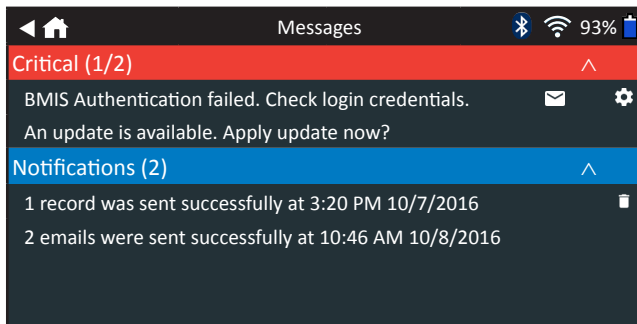 Messages 93%
Critical (1/2)
BMIS Authentication failed. Check login credentials.
An update is available. Apply update now?
Notifications (2)
1 record was sent successfully at 3:20 PM 10/7/2016
2 emails were sent successfully at 10:46 AM 10/8/2016